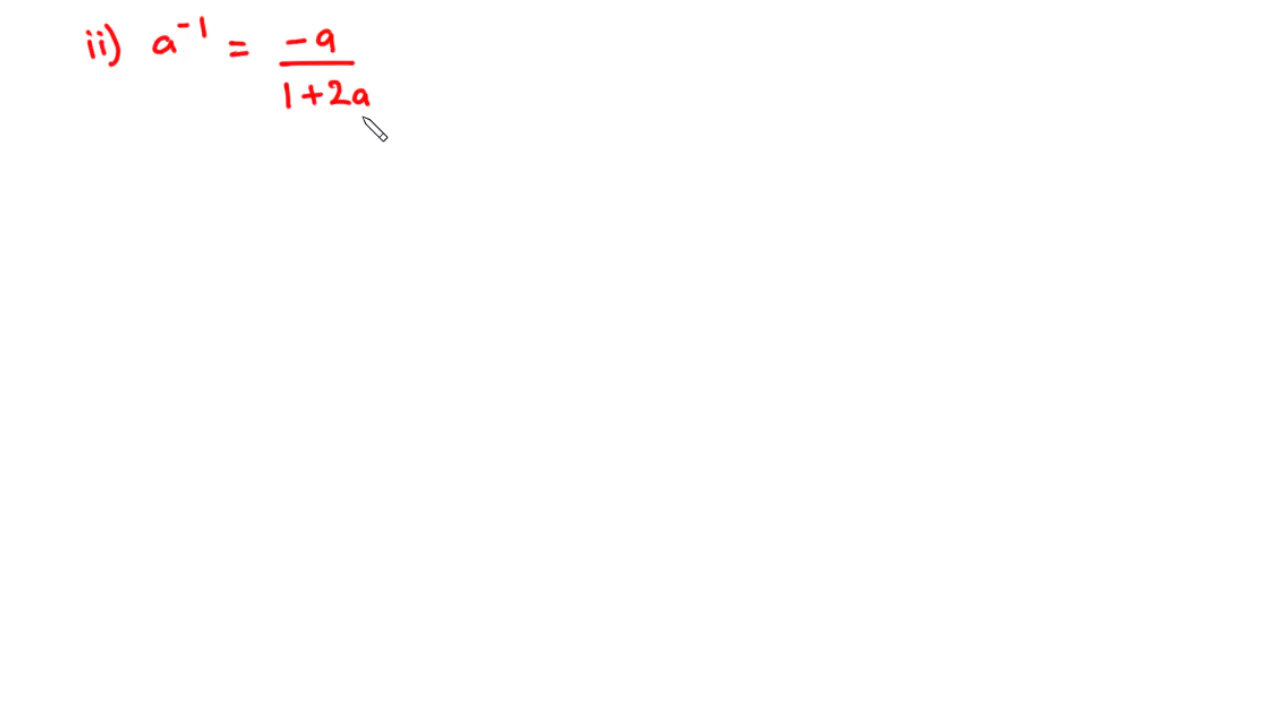 ii) a⁻¹ = -a / 1+2a